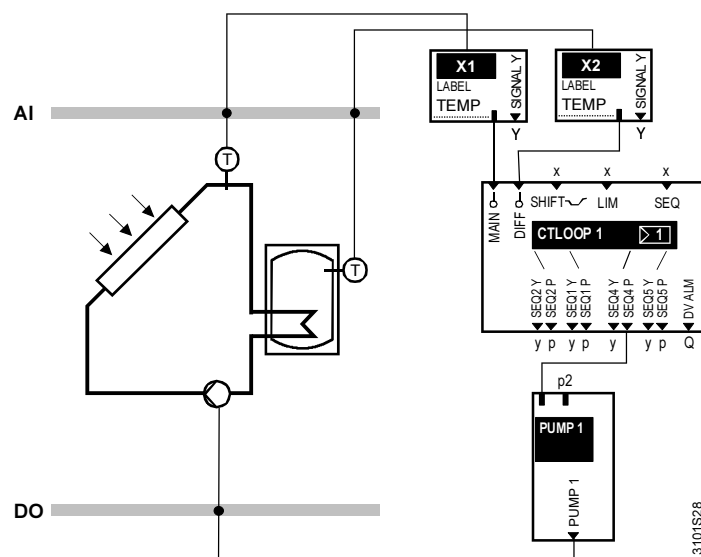 X1
X2
LABEL
LABEL
TEMP
TEMP
SIGNAL Y
SIGNAL Y
AI
Y
Y
T
x
x
x
MAIN
DIFF
SHIFT
LIM
SEQ
CTLOOP 1
1
T
SEQ2 Y
SEQ2 P
SEQ1 Y
SEQ1 P
SEQ4 Y
SEQ4 P
SEQ5 Y
SEQ5 P
DV ALM
y p y p y y p Q
p2
PUMP 1
PUMP 1
DO
3101S28